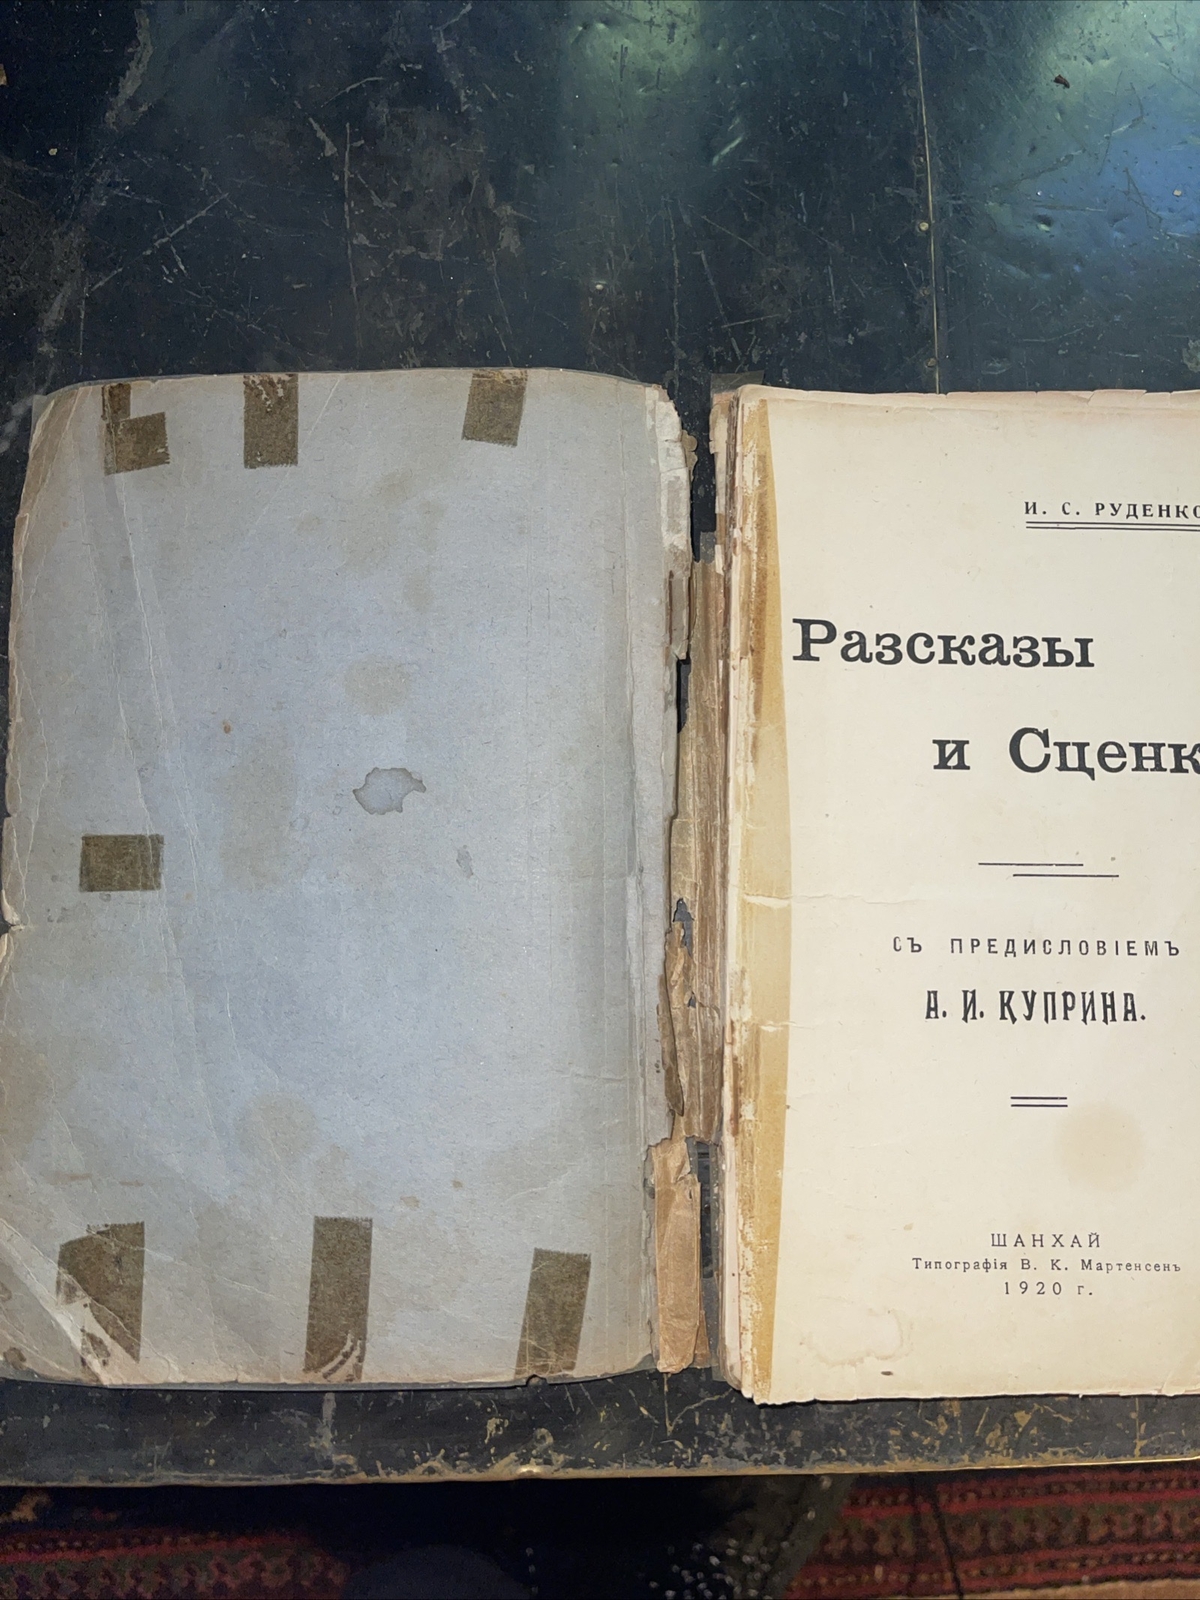 И. С. РУДЕНКО
Разсказы
и Сценк
СЪ ПРЕДИСЛОВІЕМЪ
А. И. КУПРИНА.
ШАНХАЙ
Типографія В. К. Мартенсенъ
1920 г.